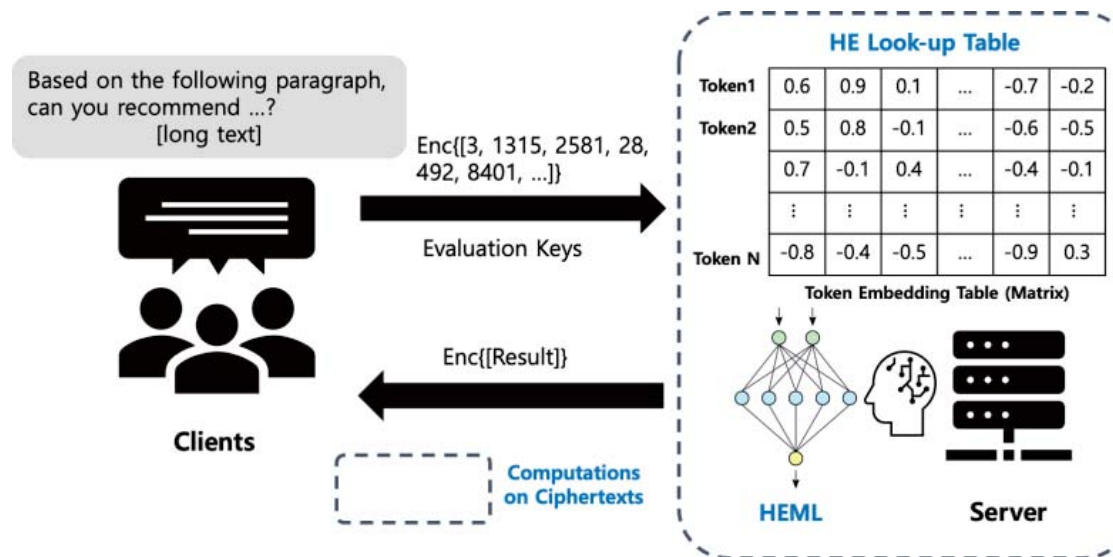 Based on the following paragraph,
can you recommend ...?
[long text]
Clients
Enc{[3, 1315, 2581, 28,
492, 8401, ...]}
Evaluation Keys
Enc{[Result]}
Computations
on Ciphertexts
HE Look-up Table
Token1 0.6 0.9 0.1 ... -0.7 -0.2
Token2 0.5 0.8 -0.1 ... -0.6 -0.5
0.7 -0.1 0.4 ... -0.4 -0.1
⋮ ⋮ ⋮ ⋮ ⋮ ⋮
Token N -0.8 -0.4 -0.5 ... -0.9 0.3
Token Embedding Table (Matrix)
HEML
Server